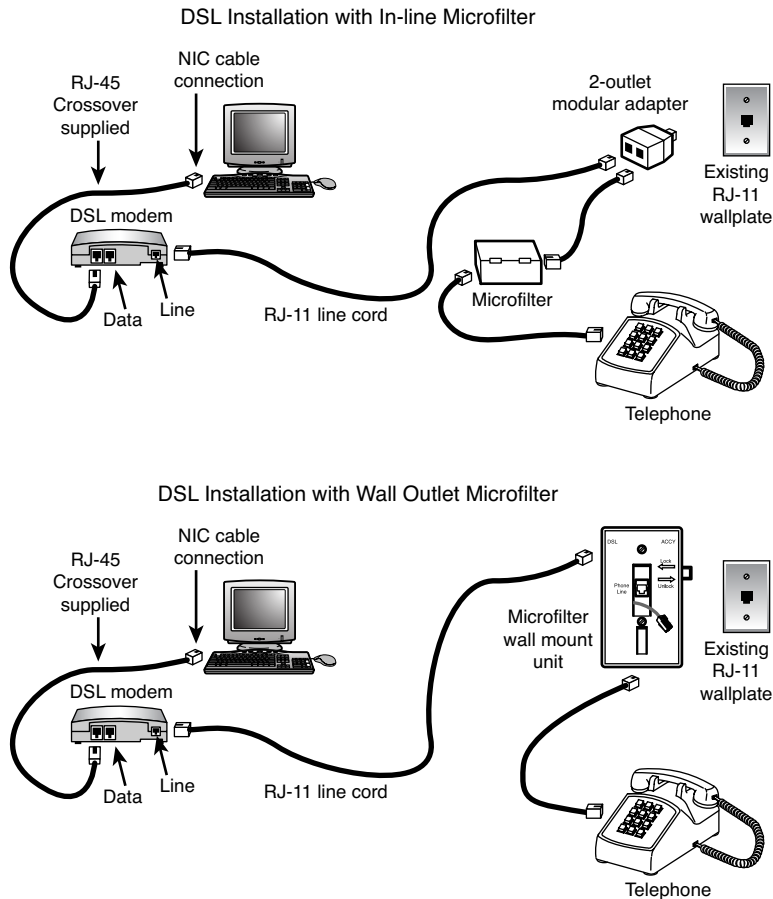 DSL Installation with In-line Microfilter
NIC cable
connection
RJ-45
Crossover
supplied
2-outlet
modular adapter
Existing
RJ-11
wallplate
DSL modem
Data
Line
RJ-11 line cord
Microfilter
Telephone
DSL Installation with Wall Outlet Microfilter
NIC cable
connection
RJ-45
Crossover
supplied
DSL
ACCY
Lock
Unlock
Phone
Line
Microfilter
wall mount
unit
Existing
RJ-11
wallplate
DSL modem
Data
Line
RJ-11 line cord
Telephone